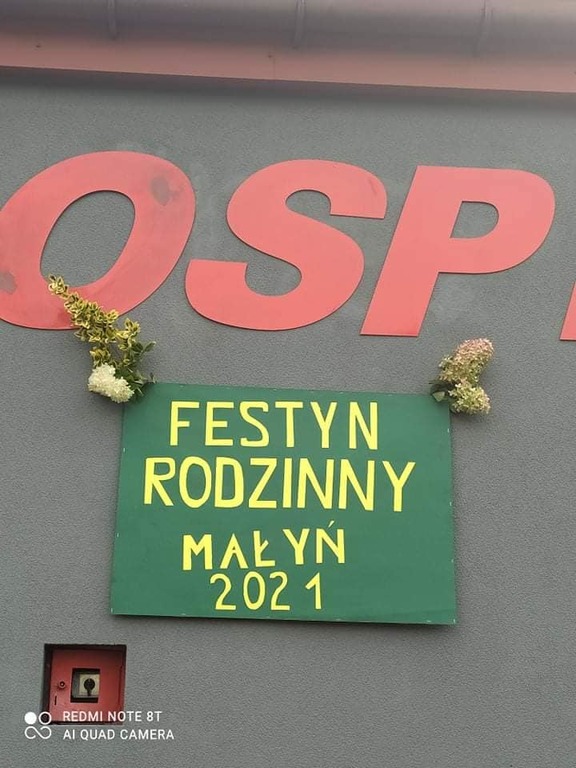 OSP
FESTYN
RODZINNY
MAŁYŃ
2021
REDMI NOTE 8T
AI QUAD CAMERA